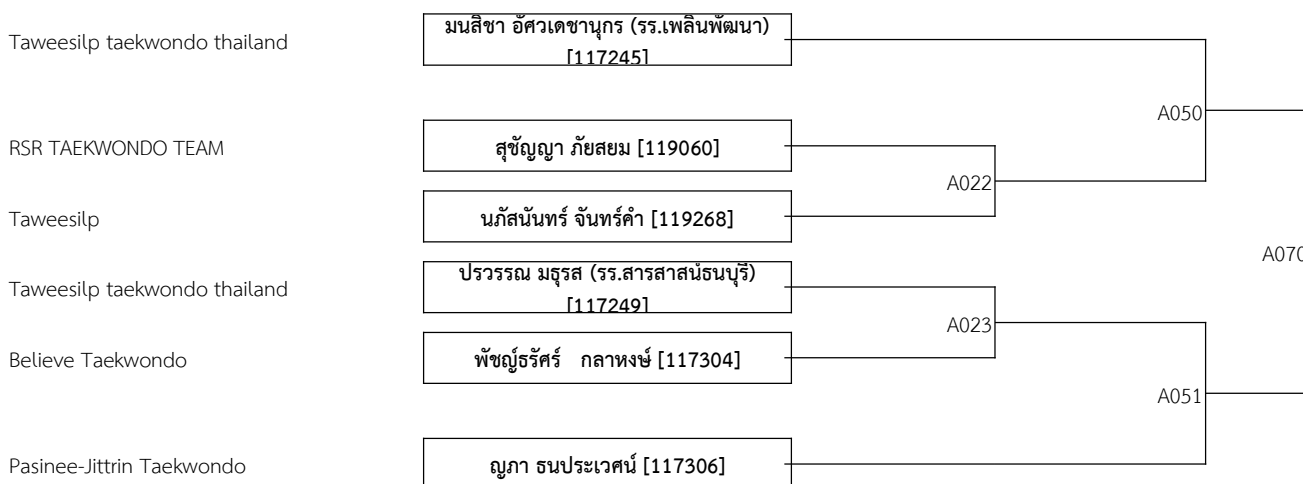 Taweesilp taekwondo thailand
มนสิชา อัศวเดชานุกร (รร.เพลินพัฒนา)
[117245]
A050
RSR TAEKWONDO TEAM
สุชัญญา ภัยสยม [119060]
A022
Taweesilp
นภัสนันทร์ จันทร์คำ [119268]
A070
Taweesilp taekwondo thailand
ปรวรรณ มธุรส (รร.สารสาสน์ธนบุรี)
[117249]
A023
Believe Taekwondo
พัชญ์ธรัศร์ กลาหงษ์ [117304]
A051
Pasinee-Jittrin Taekwondo
ญภา ธนประเวศน์ [117306]